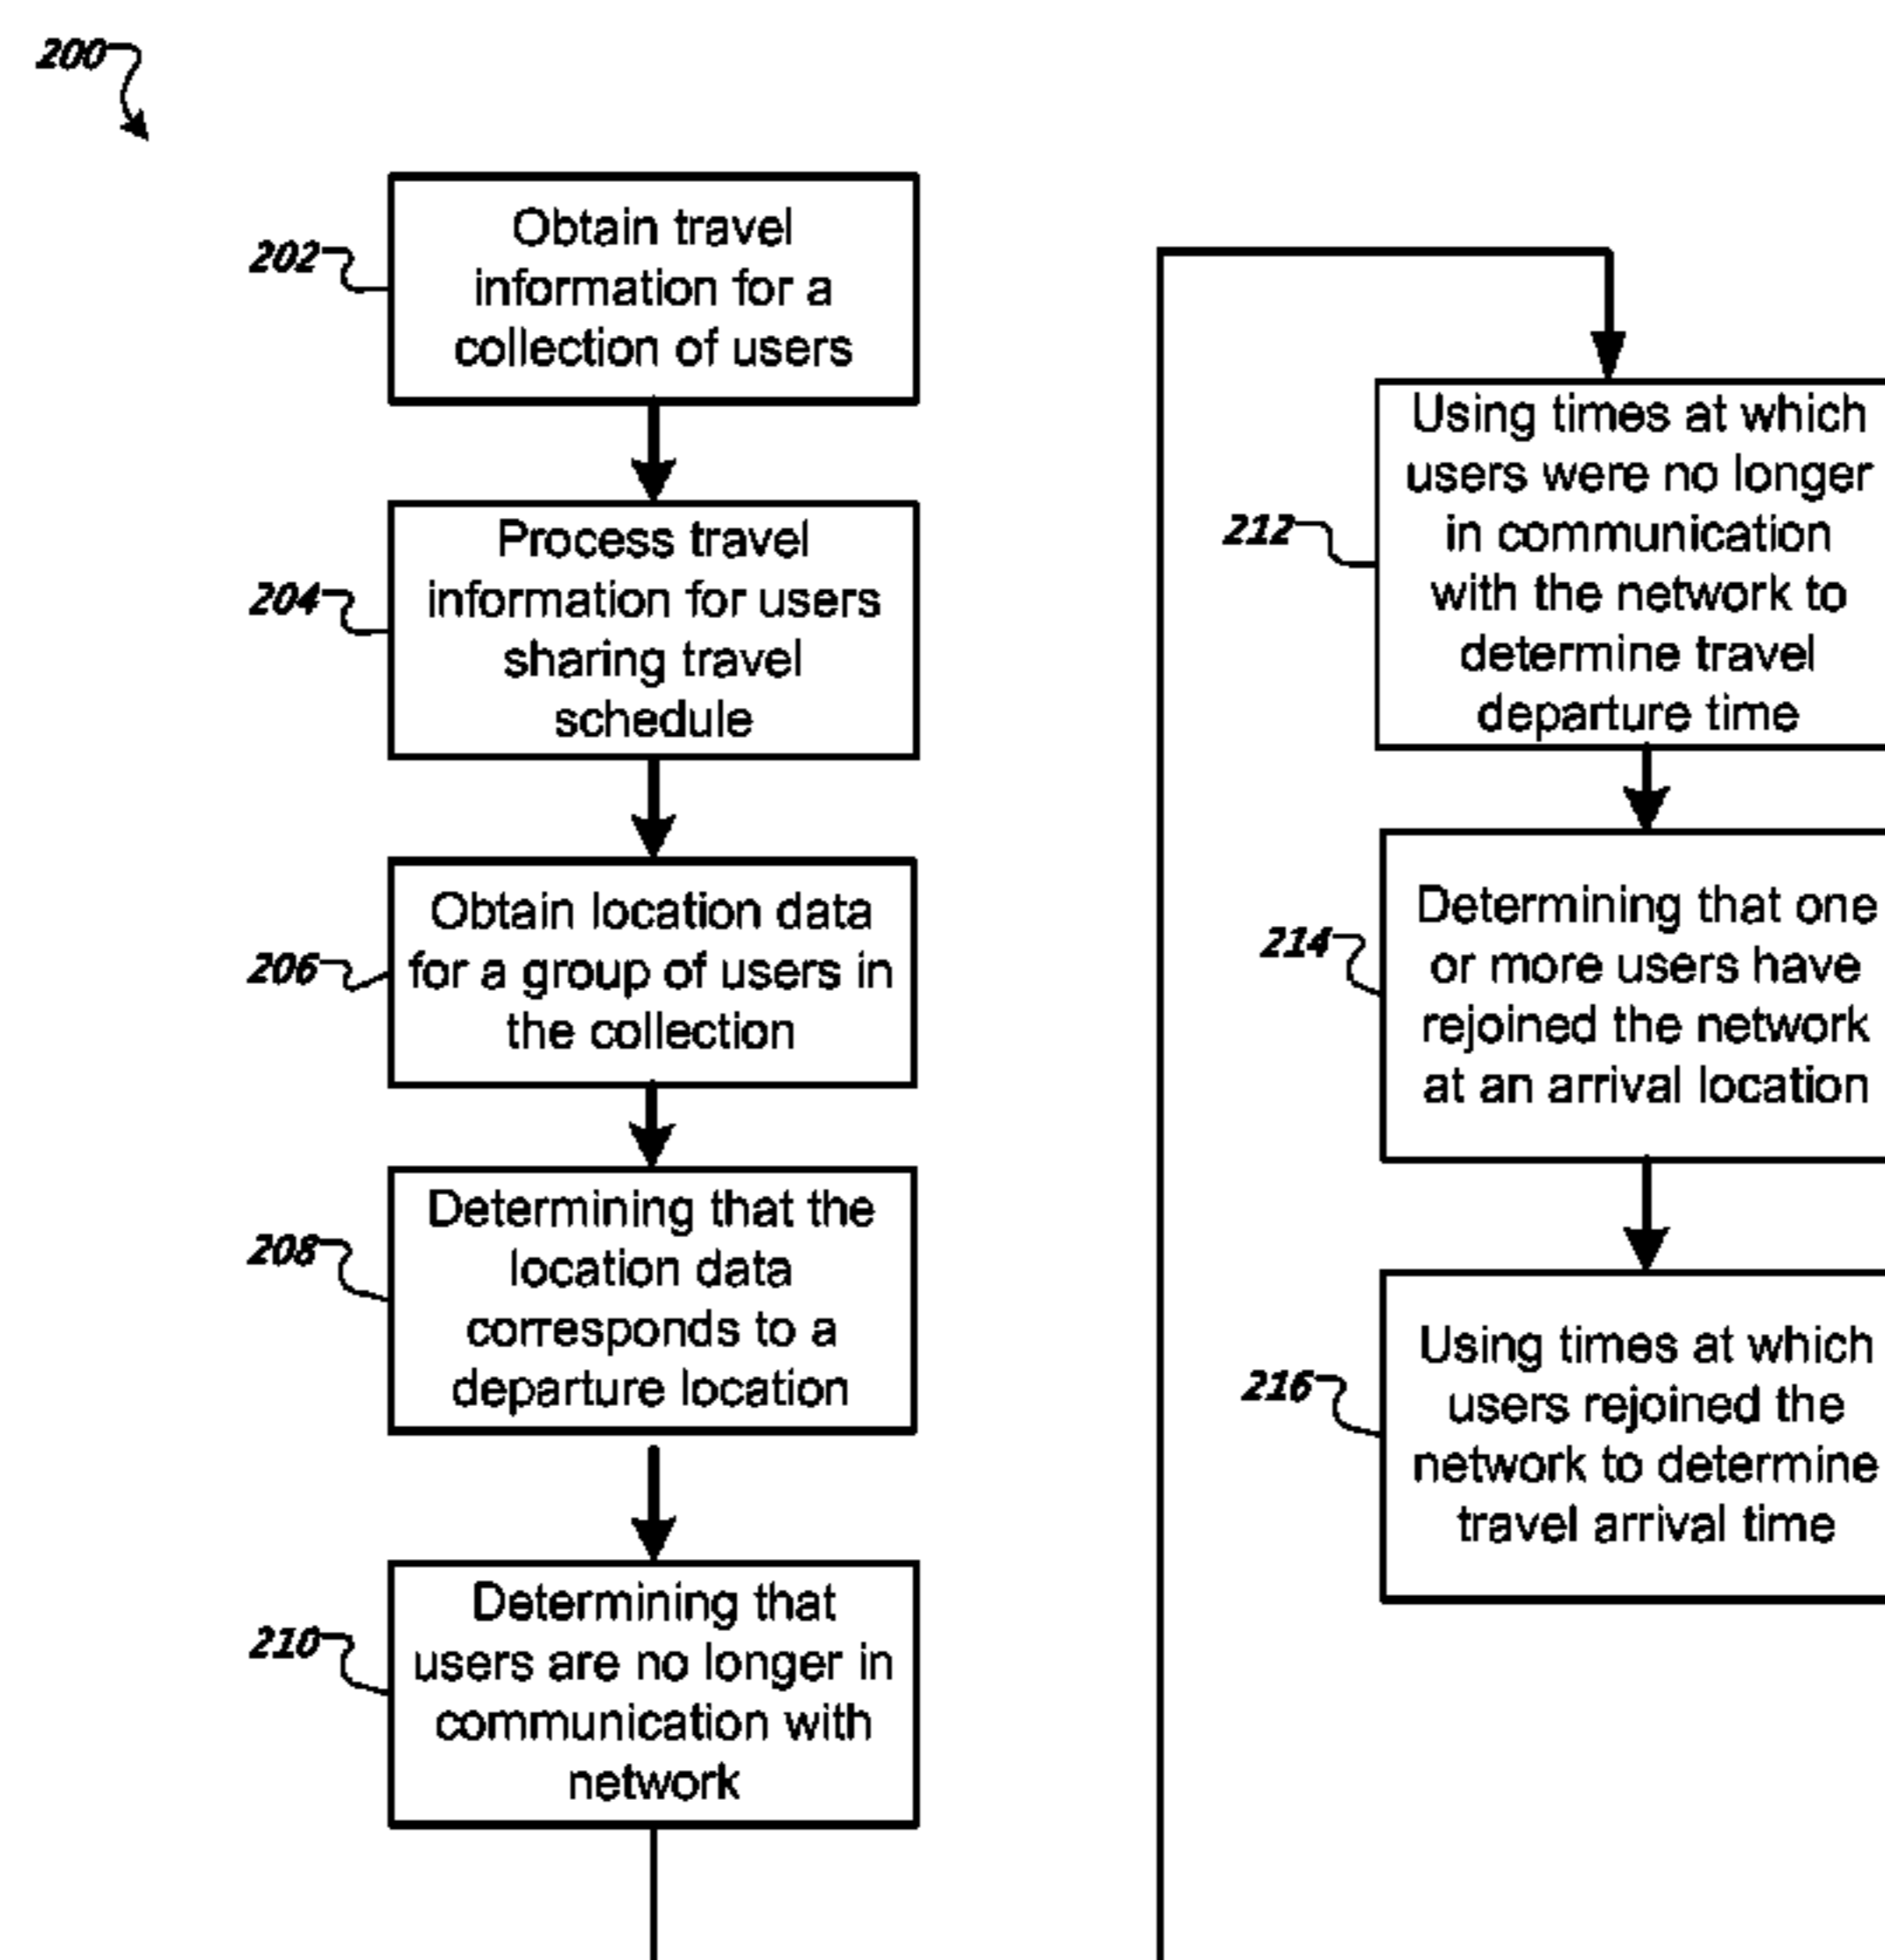 200
202
Obtain travel
information for a
collection of users
204
Process travel
information for users
sharing travel
schedule
206
Obtain location data
for a group of users in
the collection
208
Determining that the
location data
corresponds to a
departure location
210
Determining that
users are no longer in
communication with
network
212
Using times at which
users were no longer
in communication
with the network to
determine travel
departure time
214
Determining that one
or more users have
rejoined the network
at an arrival location
216
Using times at which
users rejoined the
network to determine
travel arrival time